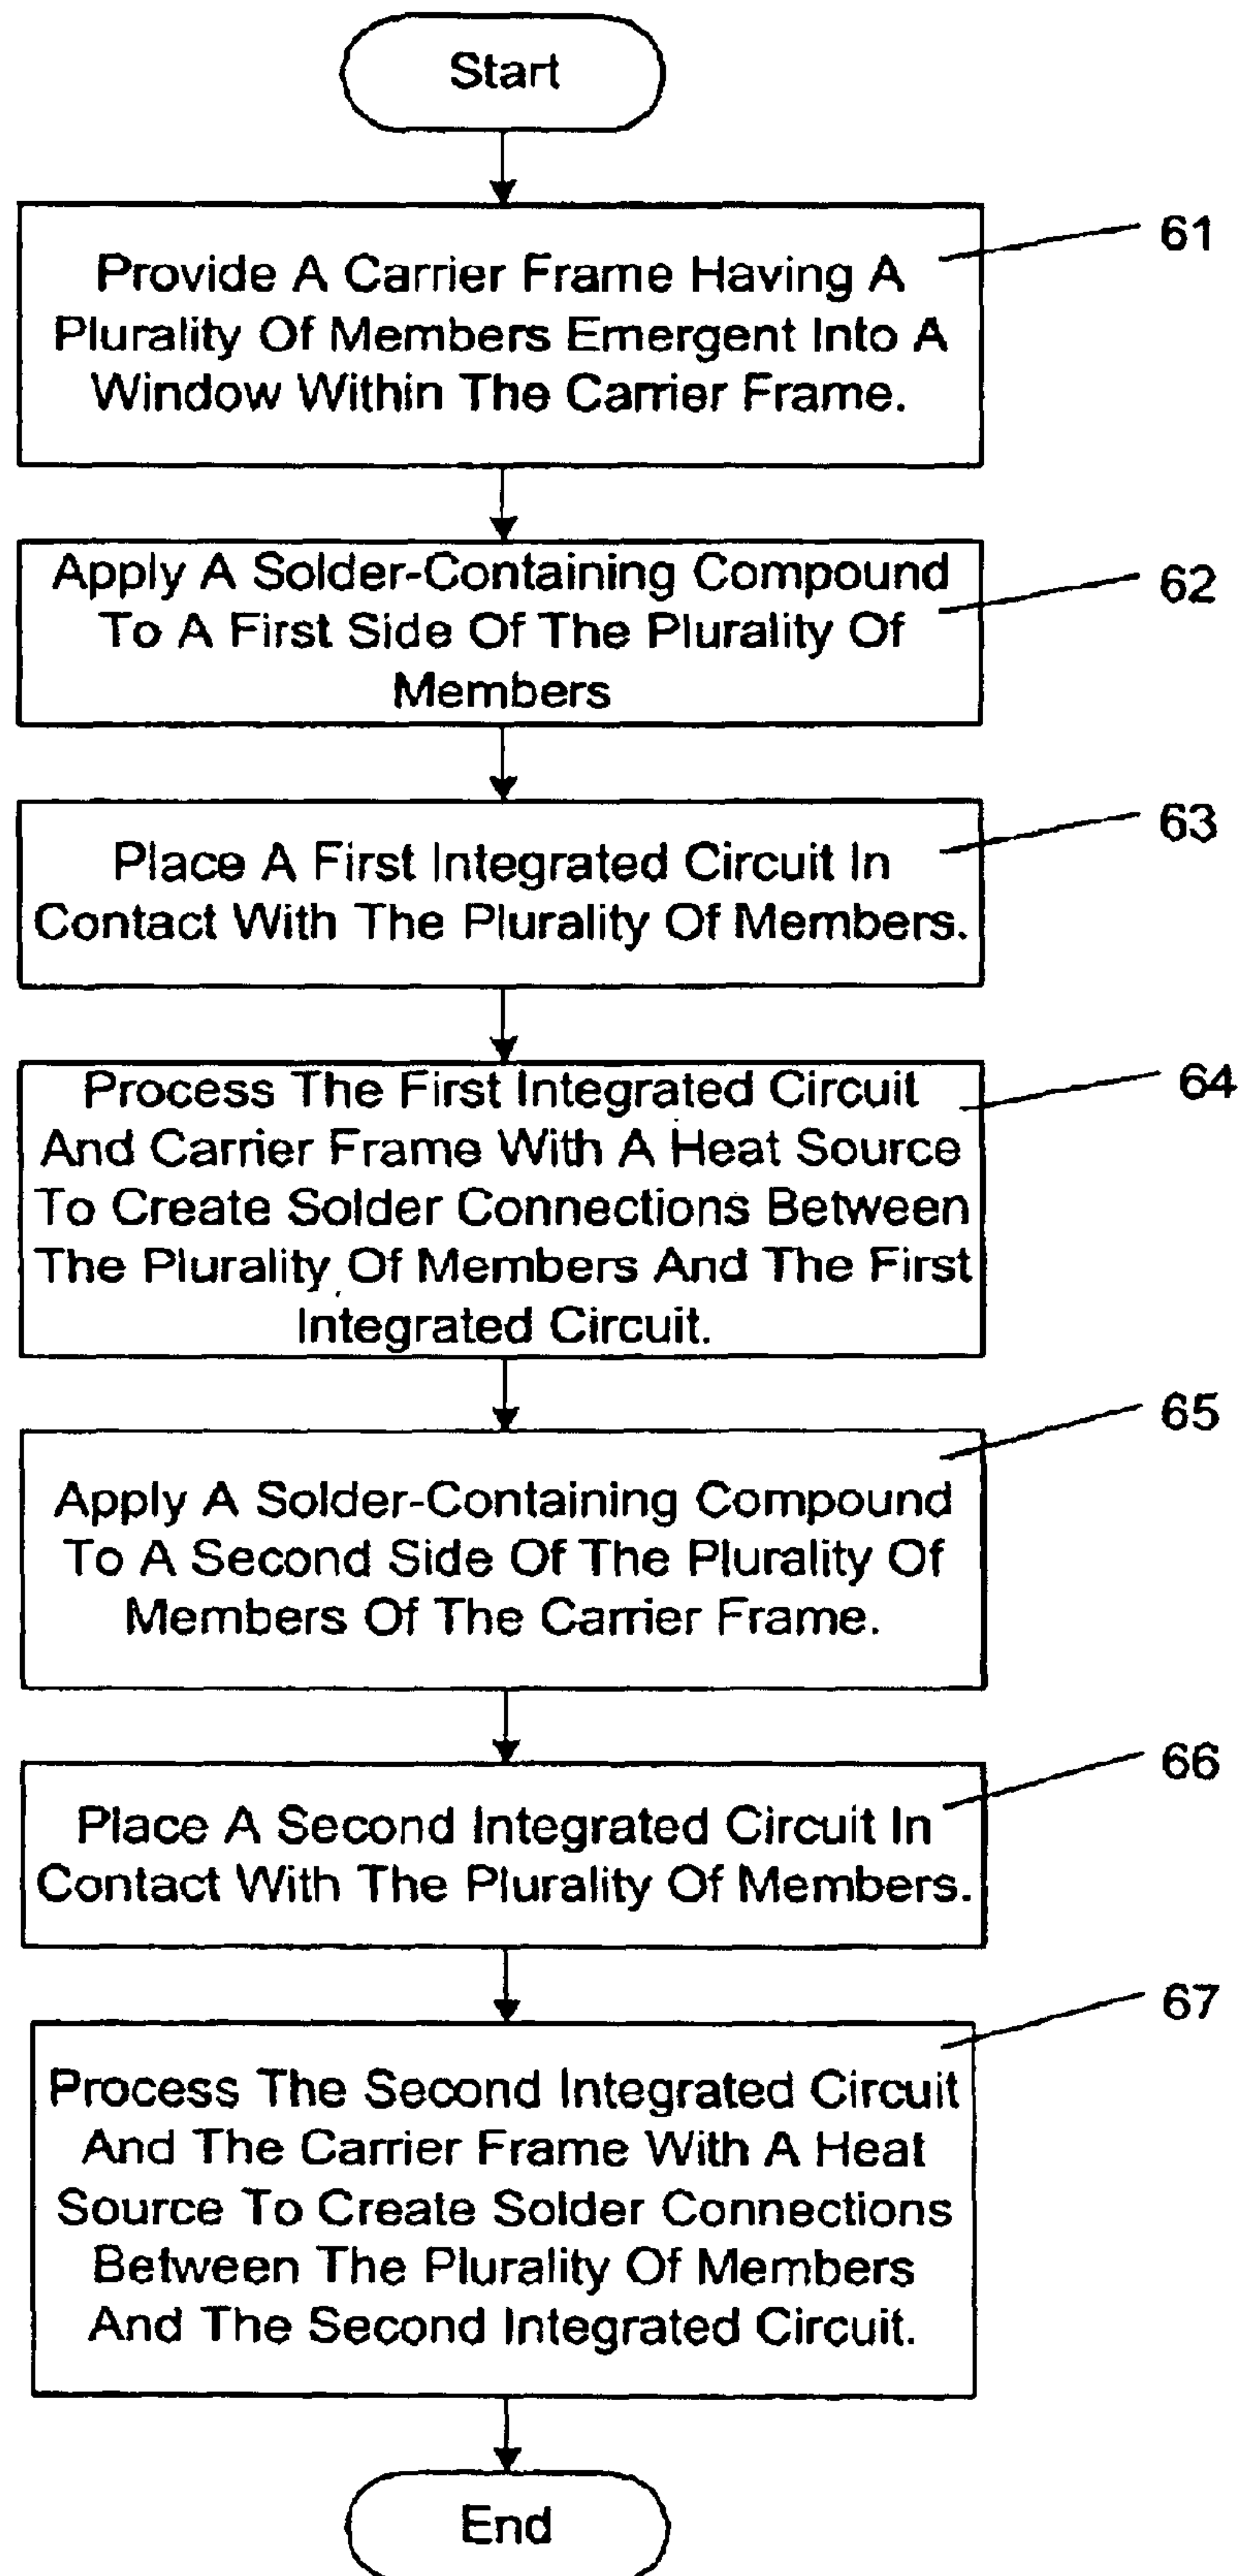 Start
61
Provide A Carrier Frame Having A
Plurality Of Members Emergent Into A
Window Within The Carrier Frame.
62
Apply A Solder-Containing Compound
To A First Side Of The Plurality Of
Members
63
Place A First Integrated Circuit In
Contact With The Plurality Of Members.
64
Process The First Integrated Circuit
And Carrier Frame With A Heat Source
To Create Solder Connections Between
The Plurality Of Members And The First
Integrated Circuit.
65
Apply A Solder-Containing Compound
To A Second Side Of The Plurality Of
Members Of The Carrier Frame.
66
Place A Second Integrated Circuit In
Contact With The Plurality Of Members.
67
Process The Second Integrated Circuit
And The Carrier Frame With A Heat
Source To Create Solder Connections
Between The Plurality Of Members
And The Second Integrated Circuit.
End